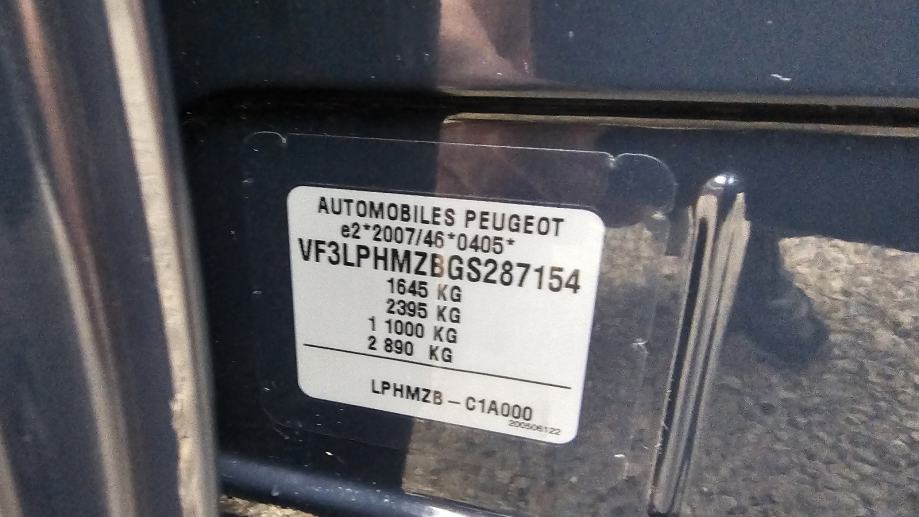 AUTOMOBILES PEUGEOT
e2*2007/46*0405*
VF3LPHMZBGS287154
1645 KG
2395 KG
1 1000 KG
2 890 KG
LPHMZB – C1A000
200506122